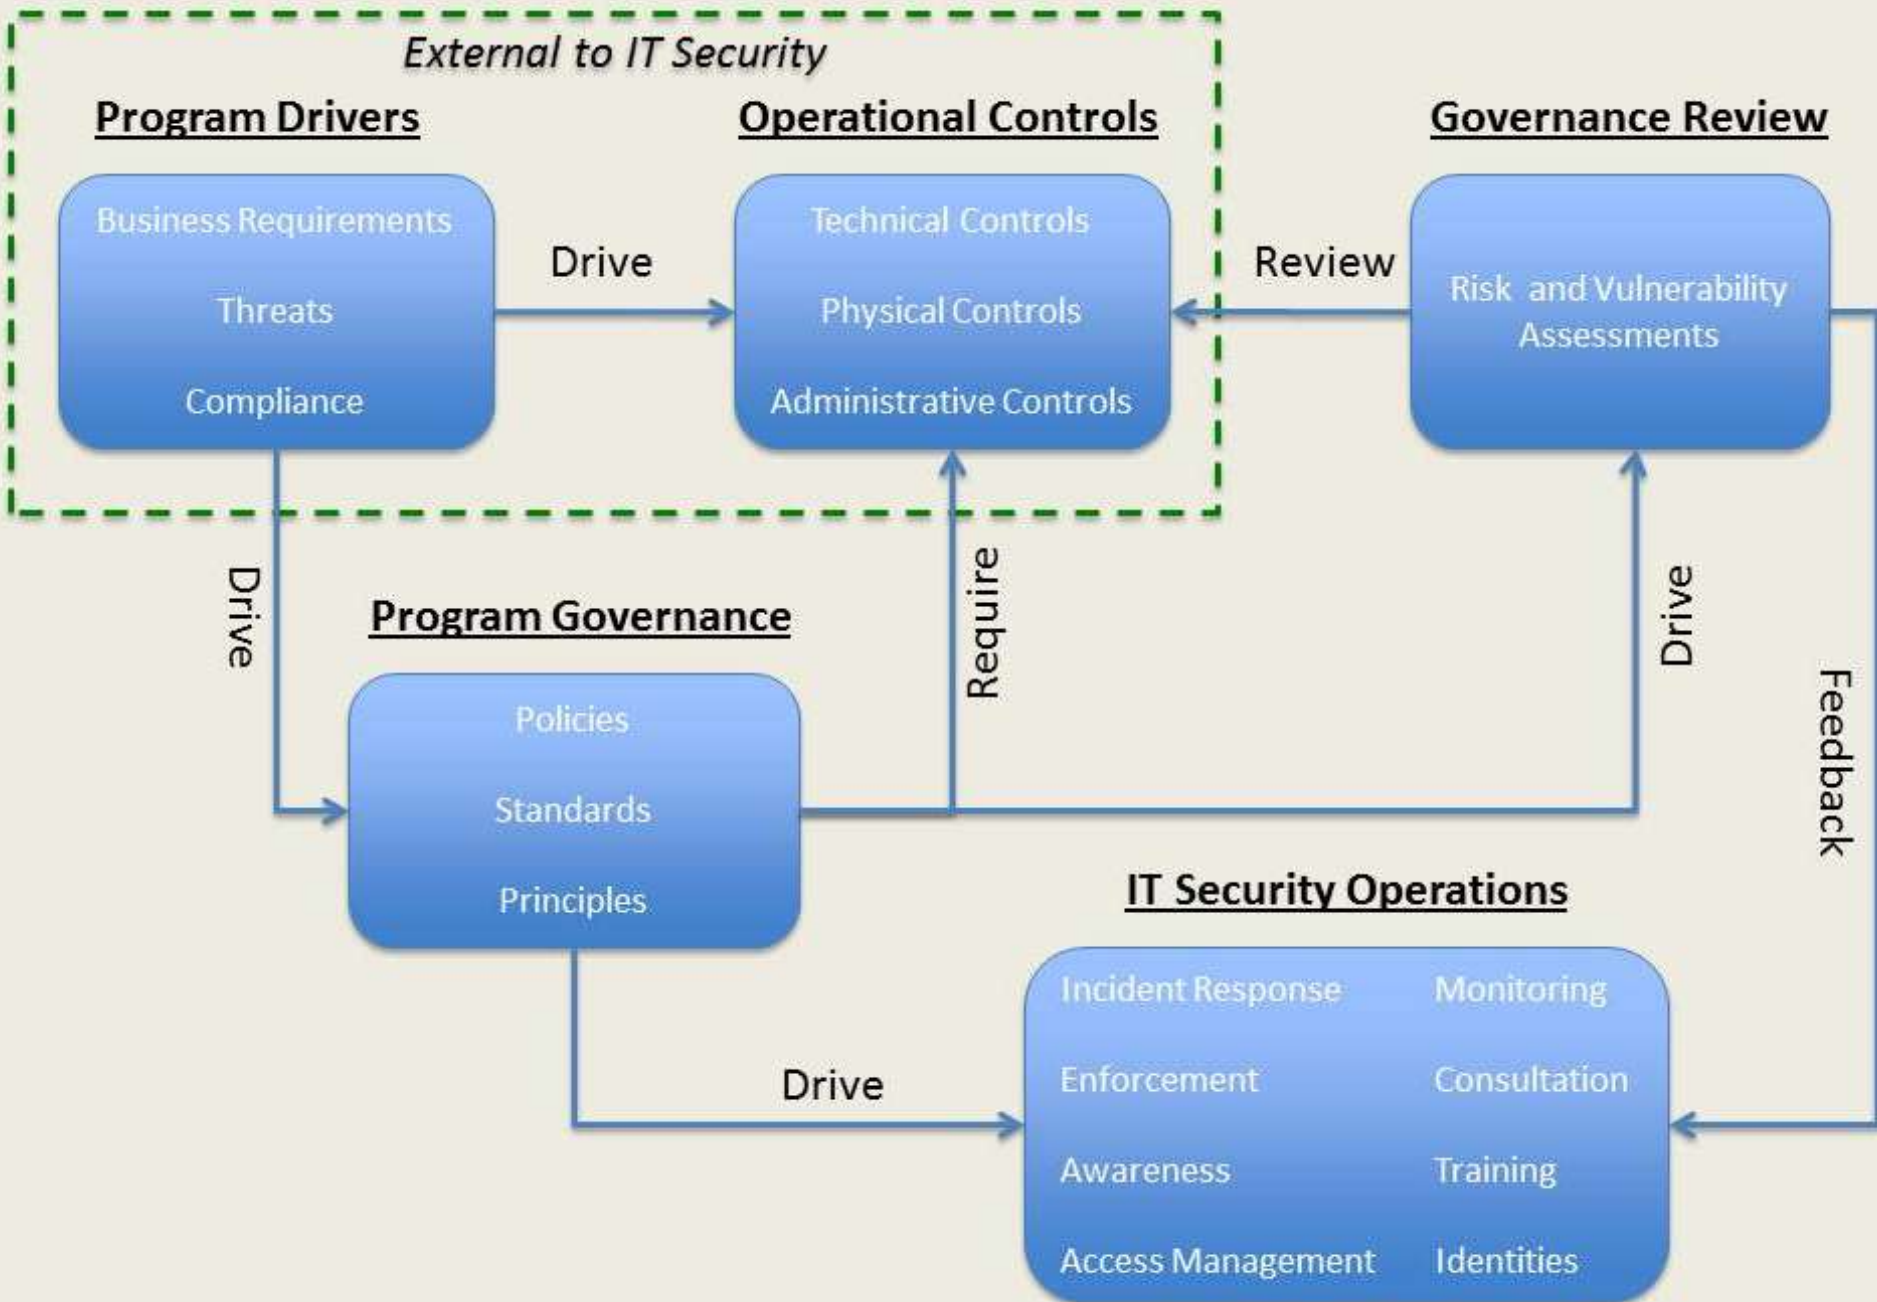 External to IT Security
Program Drivers
Operational Controls
Governance Review
Business Requirements
Threats
Compliance
Drive
Technical Controls
Physical Controls
Administrative Controls
Review
Risk and Vulnerability
Assessments
Drive
Program Governance
Require
Drive
Feedback
Policies
Standards
Principles
Drive
IT Security Operations
Incident Response
Monitoring
Enforcement
Consultation
Awareness
Training
Access Management
Identities